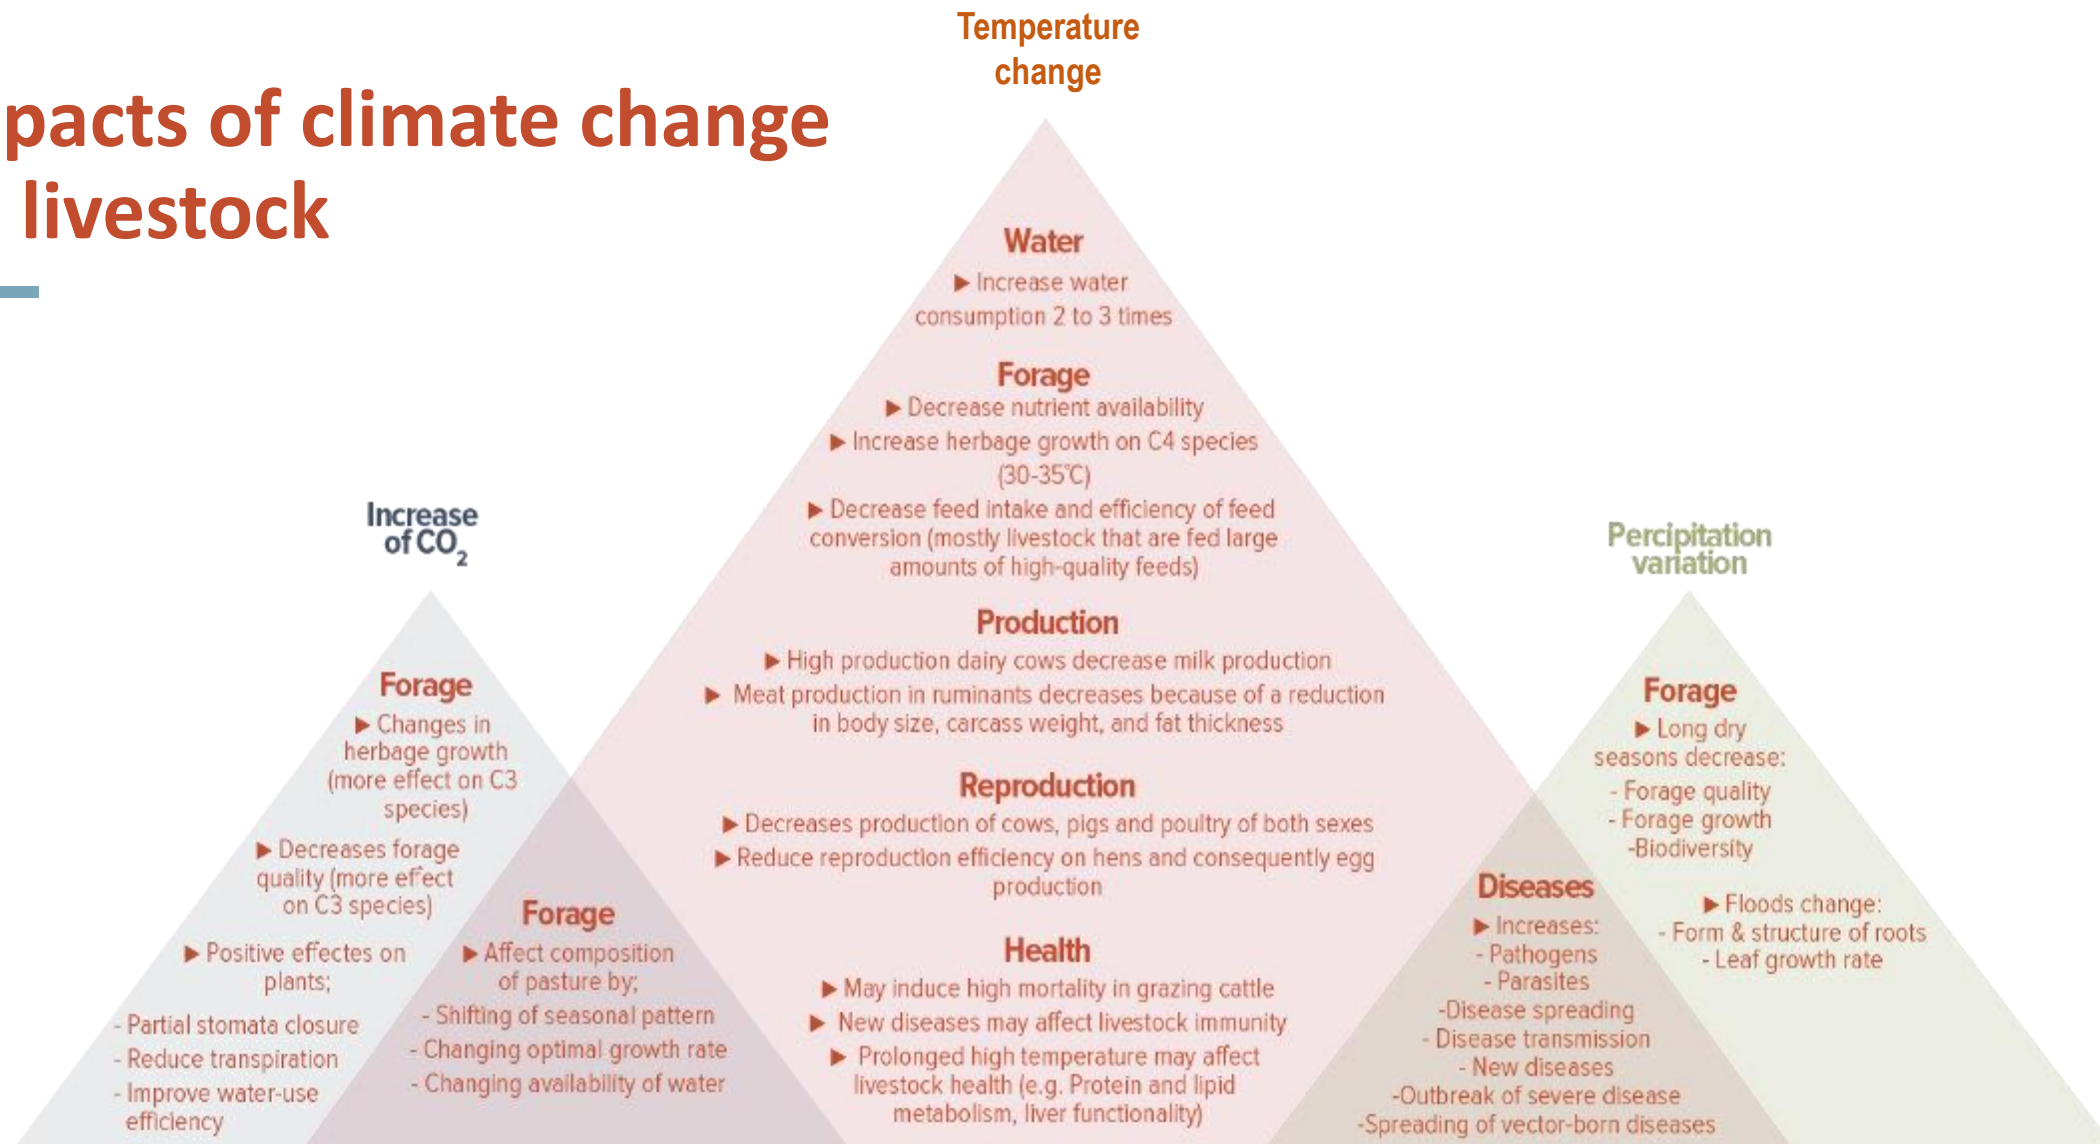 pacts of climate change
livestock
Temperature
change
Water
▶ Increase water
consumption 2 to 3 times
Forage
▶ Decrease nutrient availability
▶ Increase herbage growth on C4 species
(30-35℃)
▶ Decrease feed intake and efficiency of feed
conversion (mostly livestock that are fed large
amounts of high-quality feeds)
Production
▶ High production dairy cows decrease milk production
▶ Meat production in ruminants decreases because of a reduction
in body size, carcass weight, and fat thickness
Reproduction
▶ Decreases production of cows, pigs and poultry of both sexes
▶ Reduce reproduction efficiency on hens and consequently egg
production
Health
▶ May induce high mortality in grazing cattle
▶ New diseases may affect livestock immunity
▶ Prolonged high temperature may affect
livestock health (e.g. Protein and lipid
metabolism, liver functionality)
Increase
of CO₂
Forage
▶ Changes in
herbage growth
(more effect on C3
species)
▶ Decreases forage
quality (more effect
on C3 species)
▶ Positive effectes on
plants;
- Partial stomata closure
- Reduce transpiration
- Improve water-use
efficiency
Forage
▶ Affect composition
of pasture by;
- Shifting of seasonal pattern
- Changing optimal growth rate
- Changing availability of water
Percipitation
variation
Forage
▶ Long dry
seasons decrease:
- Forage quality
- Forage growth
-Biodiversity
▶ Floods change:
- Form & structure of roots
- Leaf growth rate
Diseases
▶ Increases:
- Pathogens
- Parasites
-Disease spreading
- Disease transmission
- New diseases
-Outbreak of severe disease
-Spreading of vector-born diseases